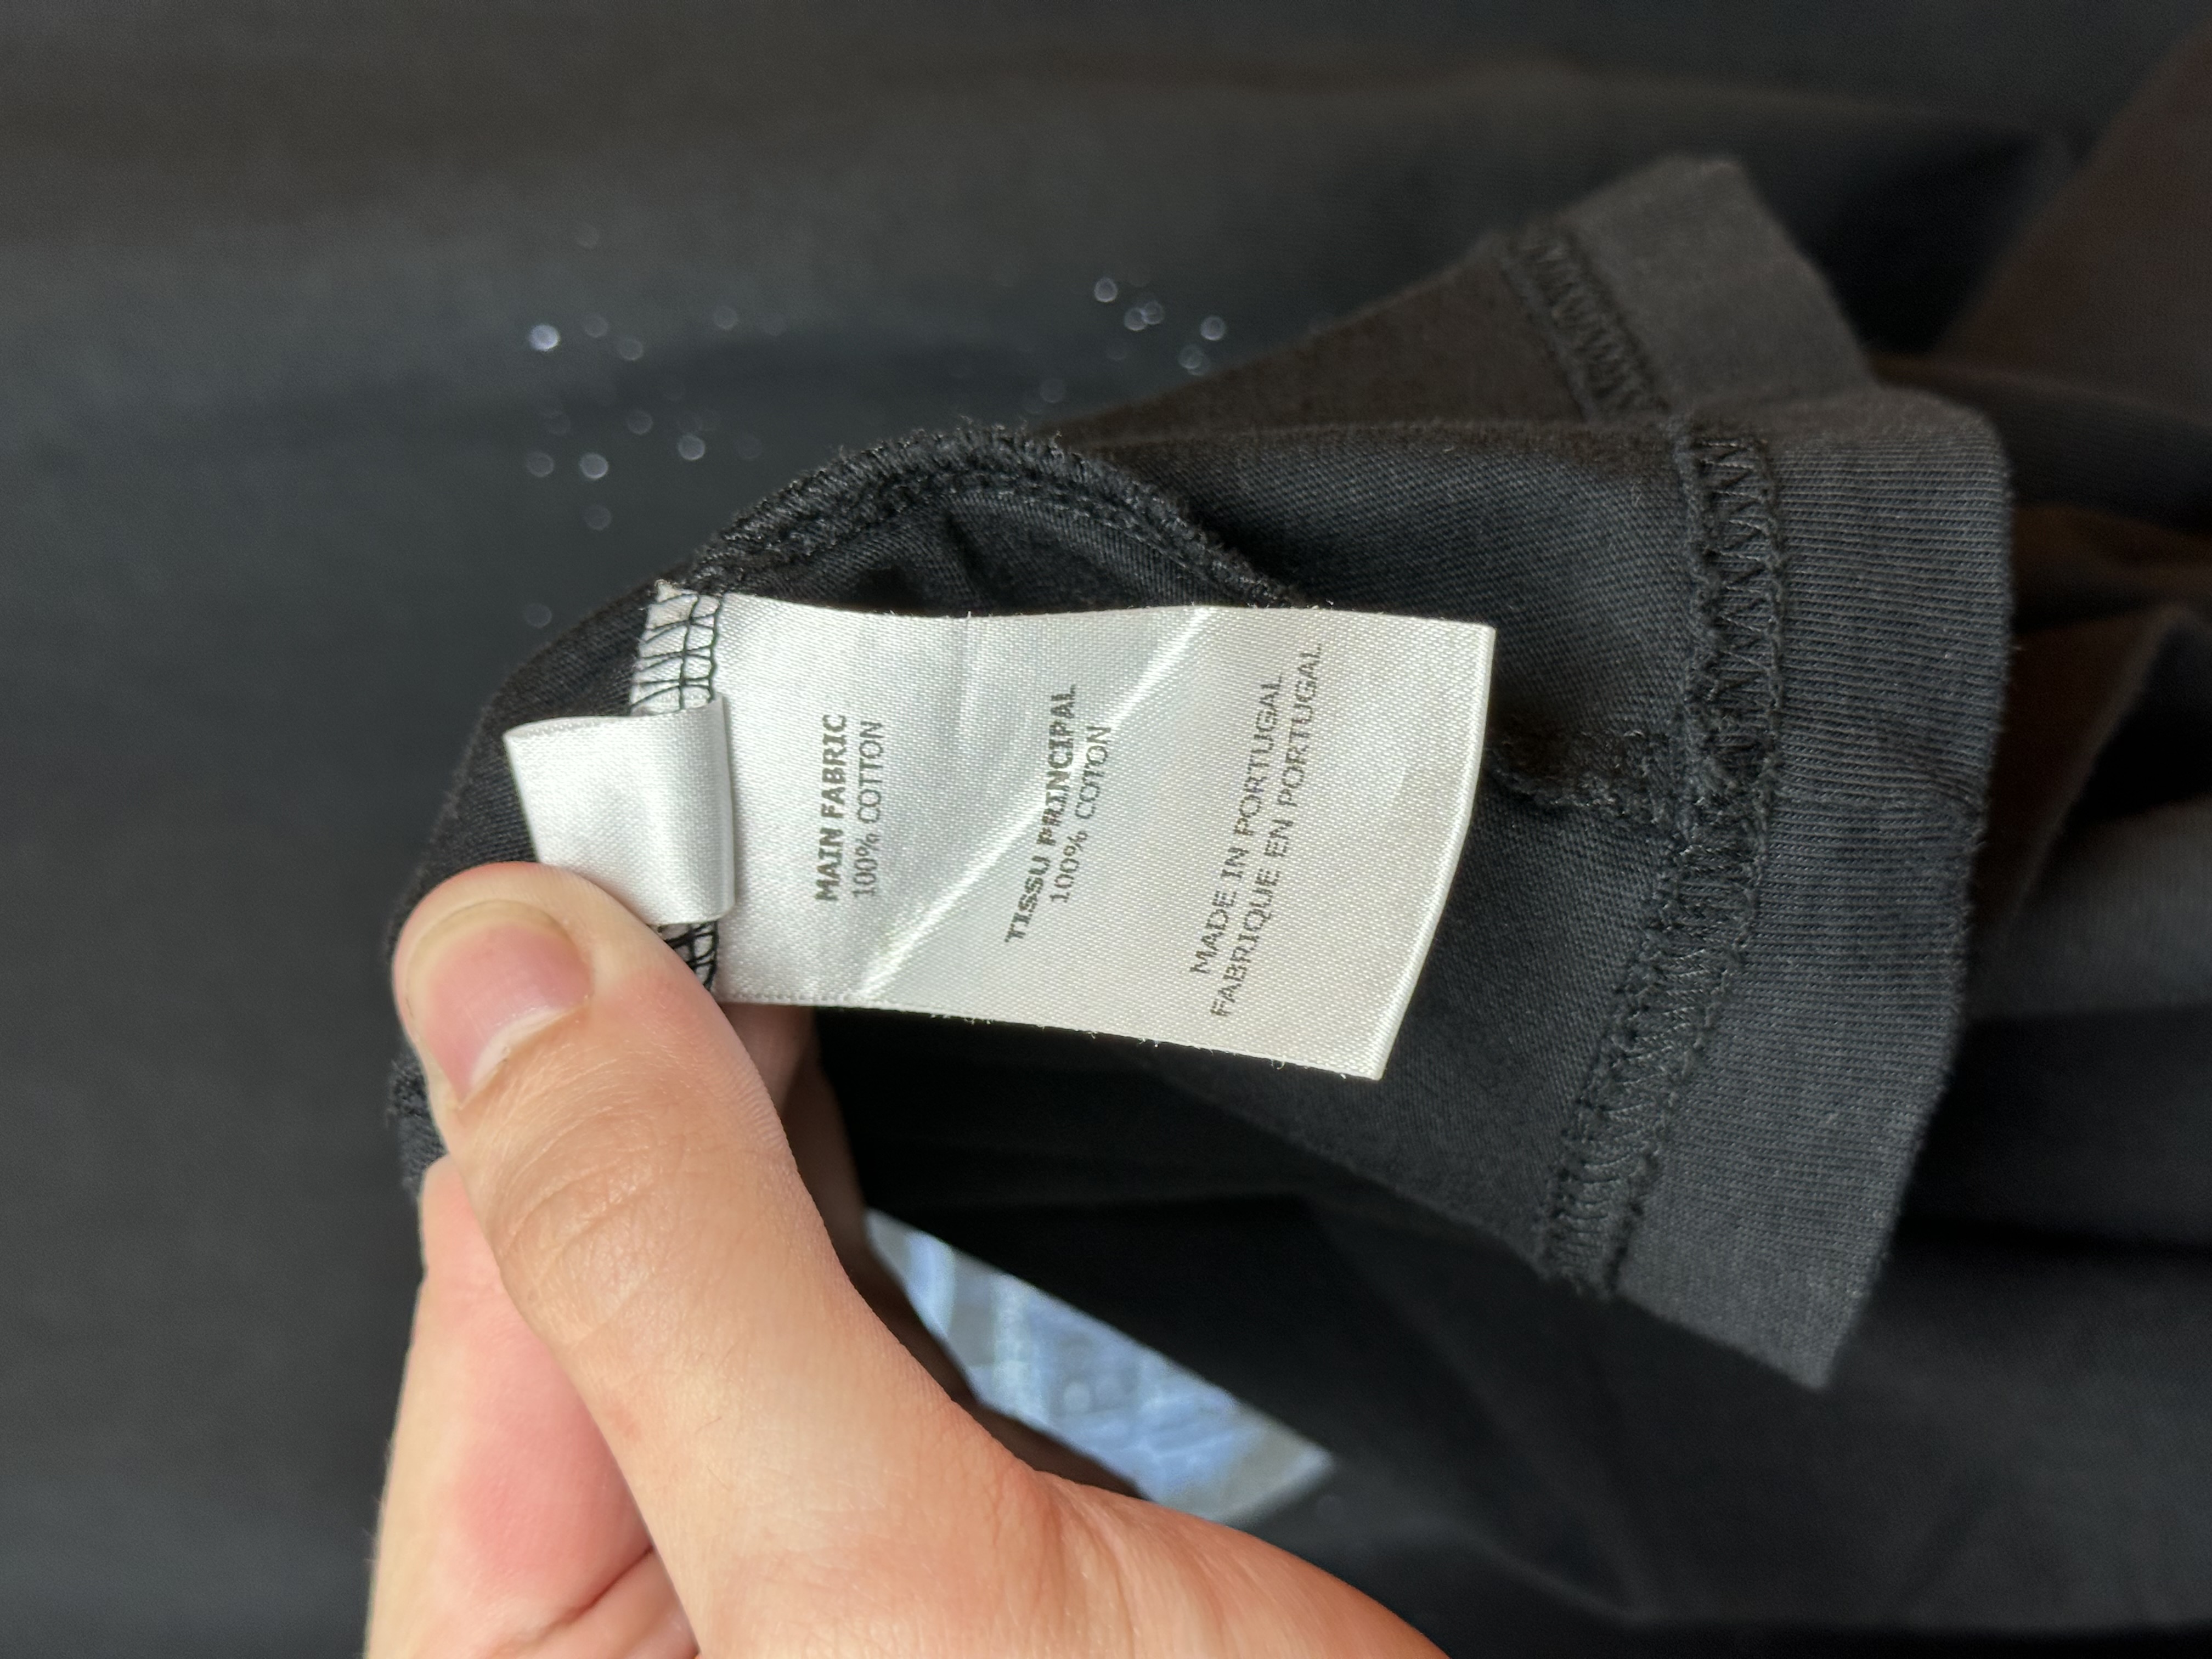 MAIN FABRIC
100% COTTON
TISSU PRINCIPAL
100% COTON
MADE IN PORTUGAL
FABRIQUE EN PORTUGAL